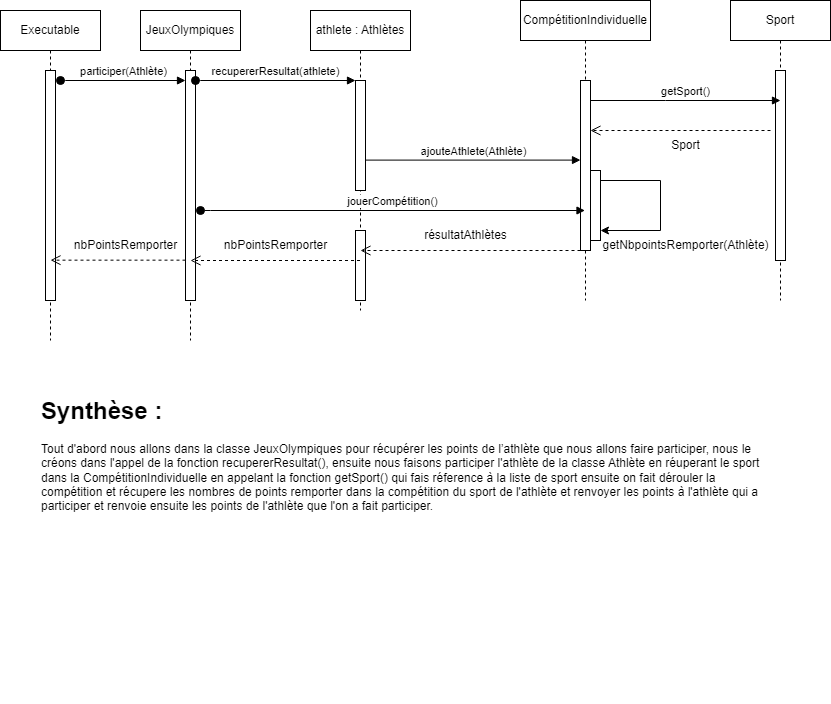 Executable
JeuxOlympiques
athlete : Athlètes
CompétitionIndividuelle
Sport
participer(Athlète)
recupererResultat(athlete)
getSport()
Sport
ajouteAthlete(Athlète)
jouerCompétition()
résultatAthlètes
getNbpointsRemporter(Athlète)
nbPointsRemporter
nbPointsRemporter
Synthèse :
Tout d'abord nous allons dans la classe JeuxOlympiques pour récupérer les points de l'athlète que nous allons faire participer, nous le
créons dans l'appel de la fonction recupererResultat(), ensuite nous faisons participer l'athlète de la classe Athlète en réuperant le sport
dans la CompétitionIndividuelle en appelant la fonction getSport() qui fais réference à la liste de sport ensuite on fait dérouler la
compétition et récupere les nombres de points remporter dans la compétition du sport de l'athlète et renvoyer les points à l'athlète qui a
participer et renvoie ensuite les points de l'athlète que l'on a fait participer.